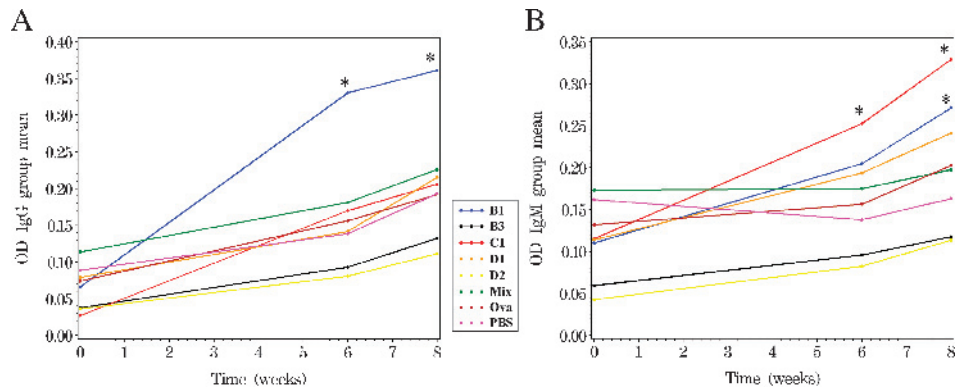 A
OD IgG group mean
0.40
0.35
0.30
0.25
0.20
0.15
0.10
0.05
0.00
0 1 2 3 4 5 6 7 8
Time (weeks)
* *
B1
B3
C1
D1
D2
Mix
Ova
PBS
B
OD IgM group mean
0.35
0.30
0.25
0.20
0.15
0.10
0.05
0.00
0 1 2 3 4 5 6 7 8
Time (weeks)
*
*
*